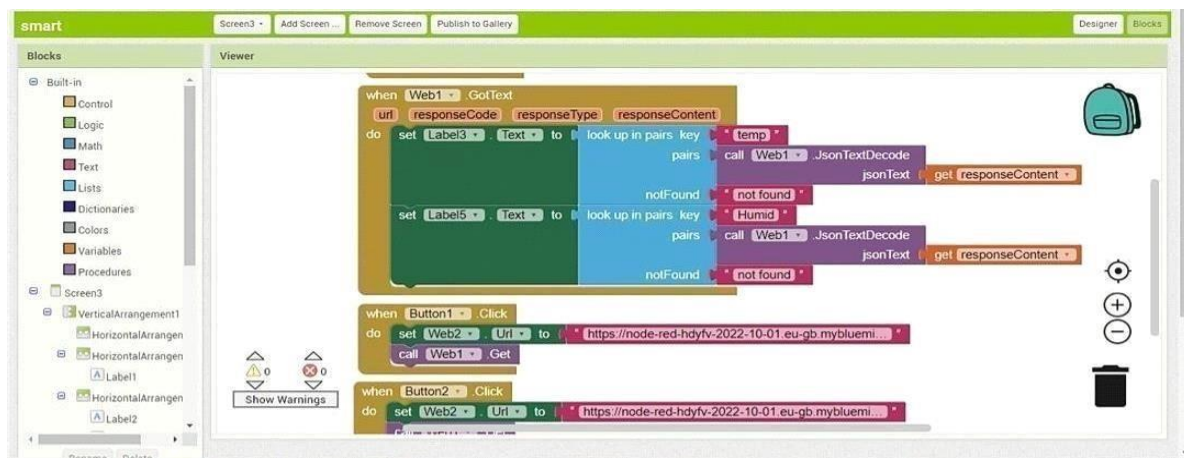 smart
Screen3 Add Screen ... Remove Screen Publish to Gallery
Designer Blocks
Blocks
Viewer
Built-in
Control
Logic
Math
Text
Lists
Dictionaries
Colors
Variables
Procedures
Screen3
VerticalArrangement1
HorizontalArrangen
HorizontalArrangen
Label1
HorizontalArrangen
Label2
Rename Delete
when Web1 .GotText
url responseCode responseType responseContent
do set Label3 . Text to look up in pairs key " temp "
pairs call Web1 .JsonTextDecode
jsonText get responseContent
notFound " not found "
set Label5 . Text to look up in pairs key " Humid "
pairs call Web1 .JsonTextDecode
jsonText get responseContent
notFound " not found "
when Button1 .Click
do set Web2 . Url to " https://node-red-hdyfv-2022-10-01.eu-gb.mybluemi... "
call Web1 .Get
when Button2 .Click
do set Web2 . Url to " https://node-red-hdyfv-2022-10-01.eu-gb.mybluemi... "
0 0
Show Warnings